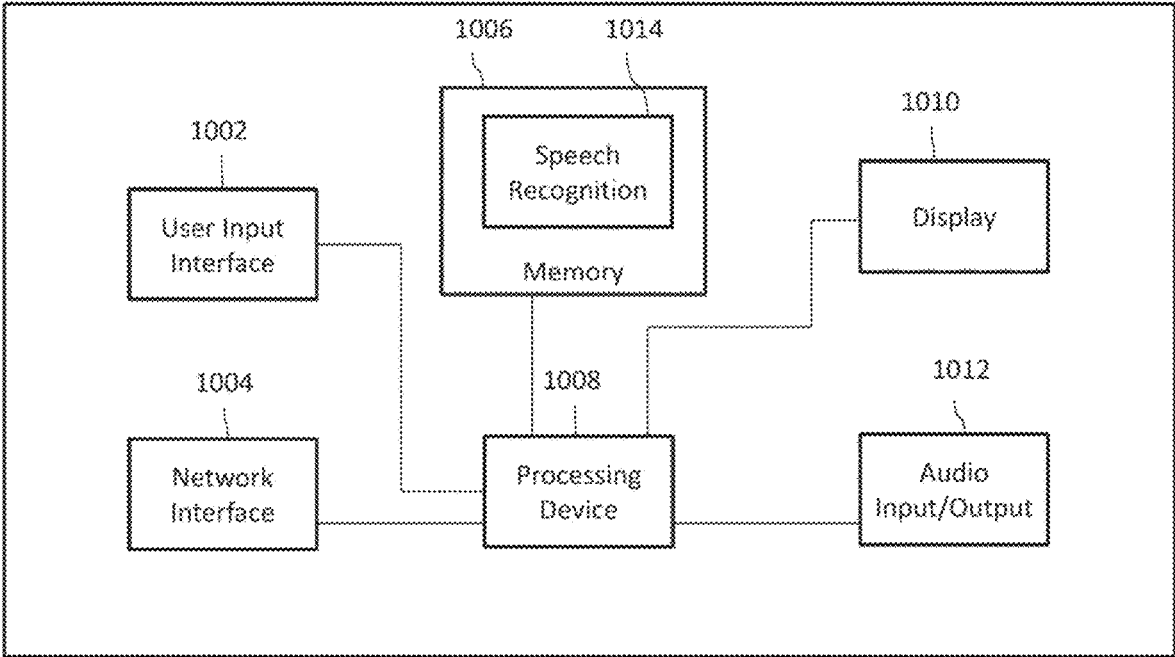 1006
1014
Speech
Recognition
Memory
1002
User Input
Interface
1010
Display
1004
Network
Interface
1008
Processing
Device
1012
Audio
Input/Output